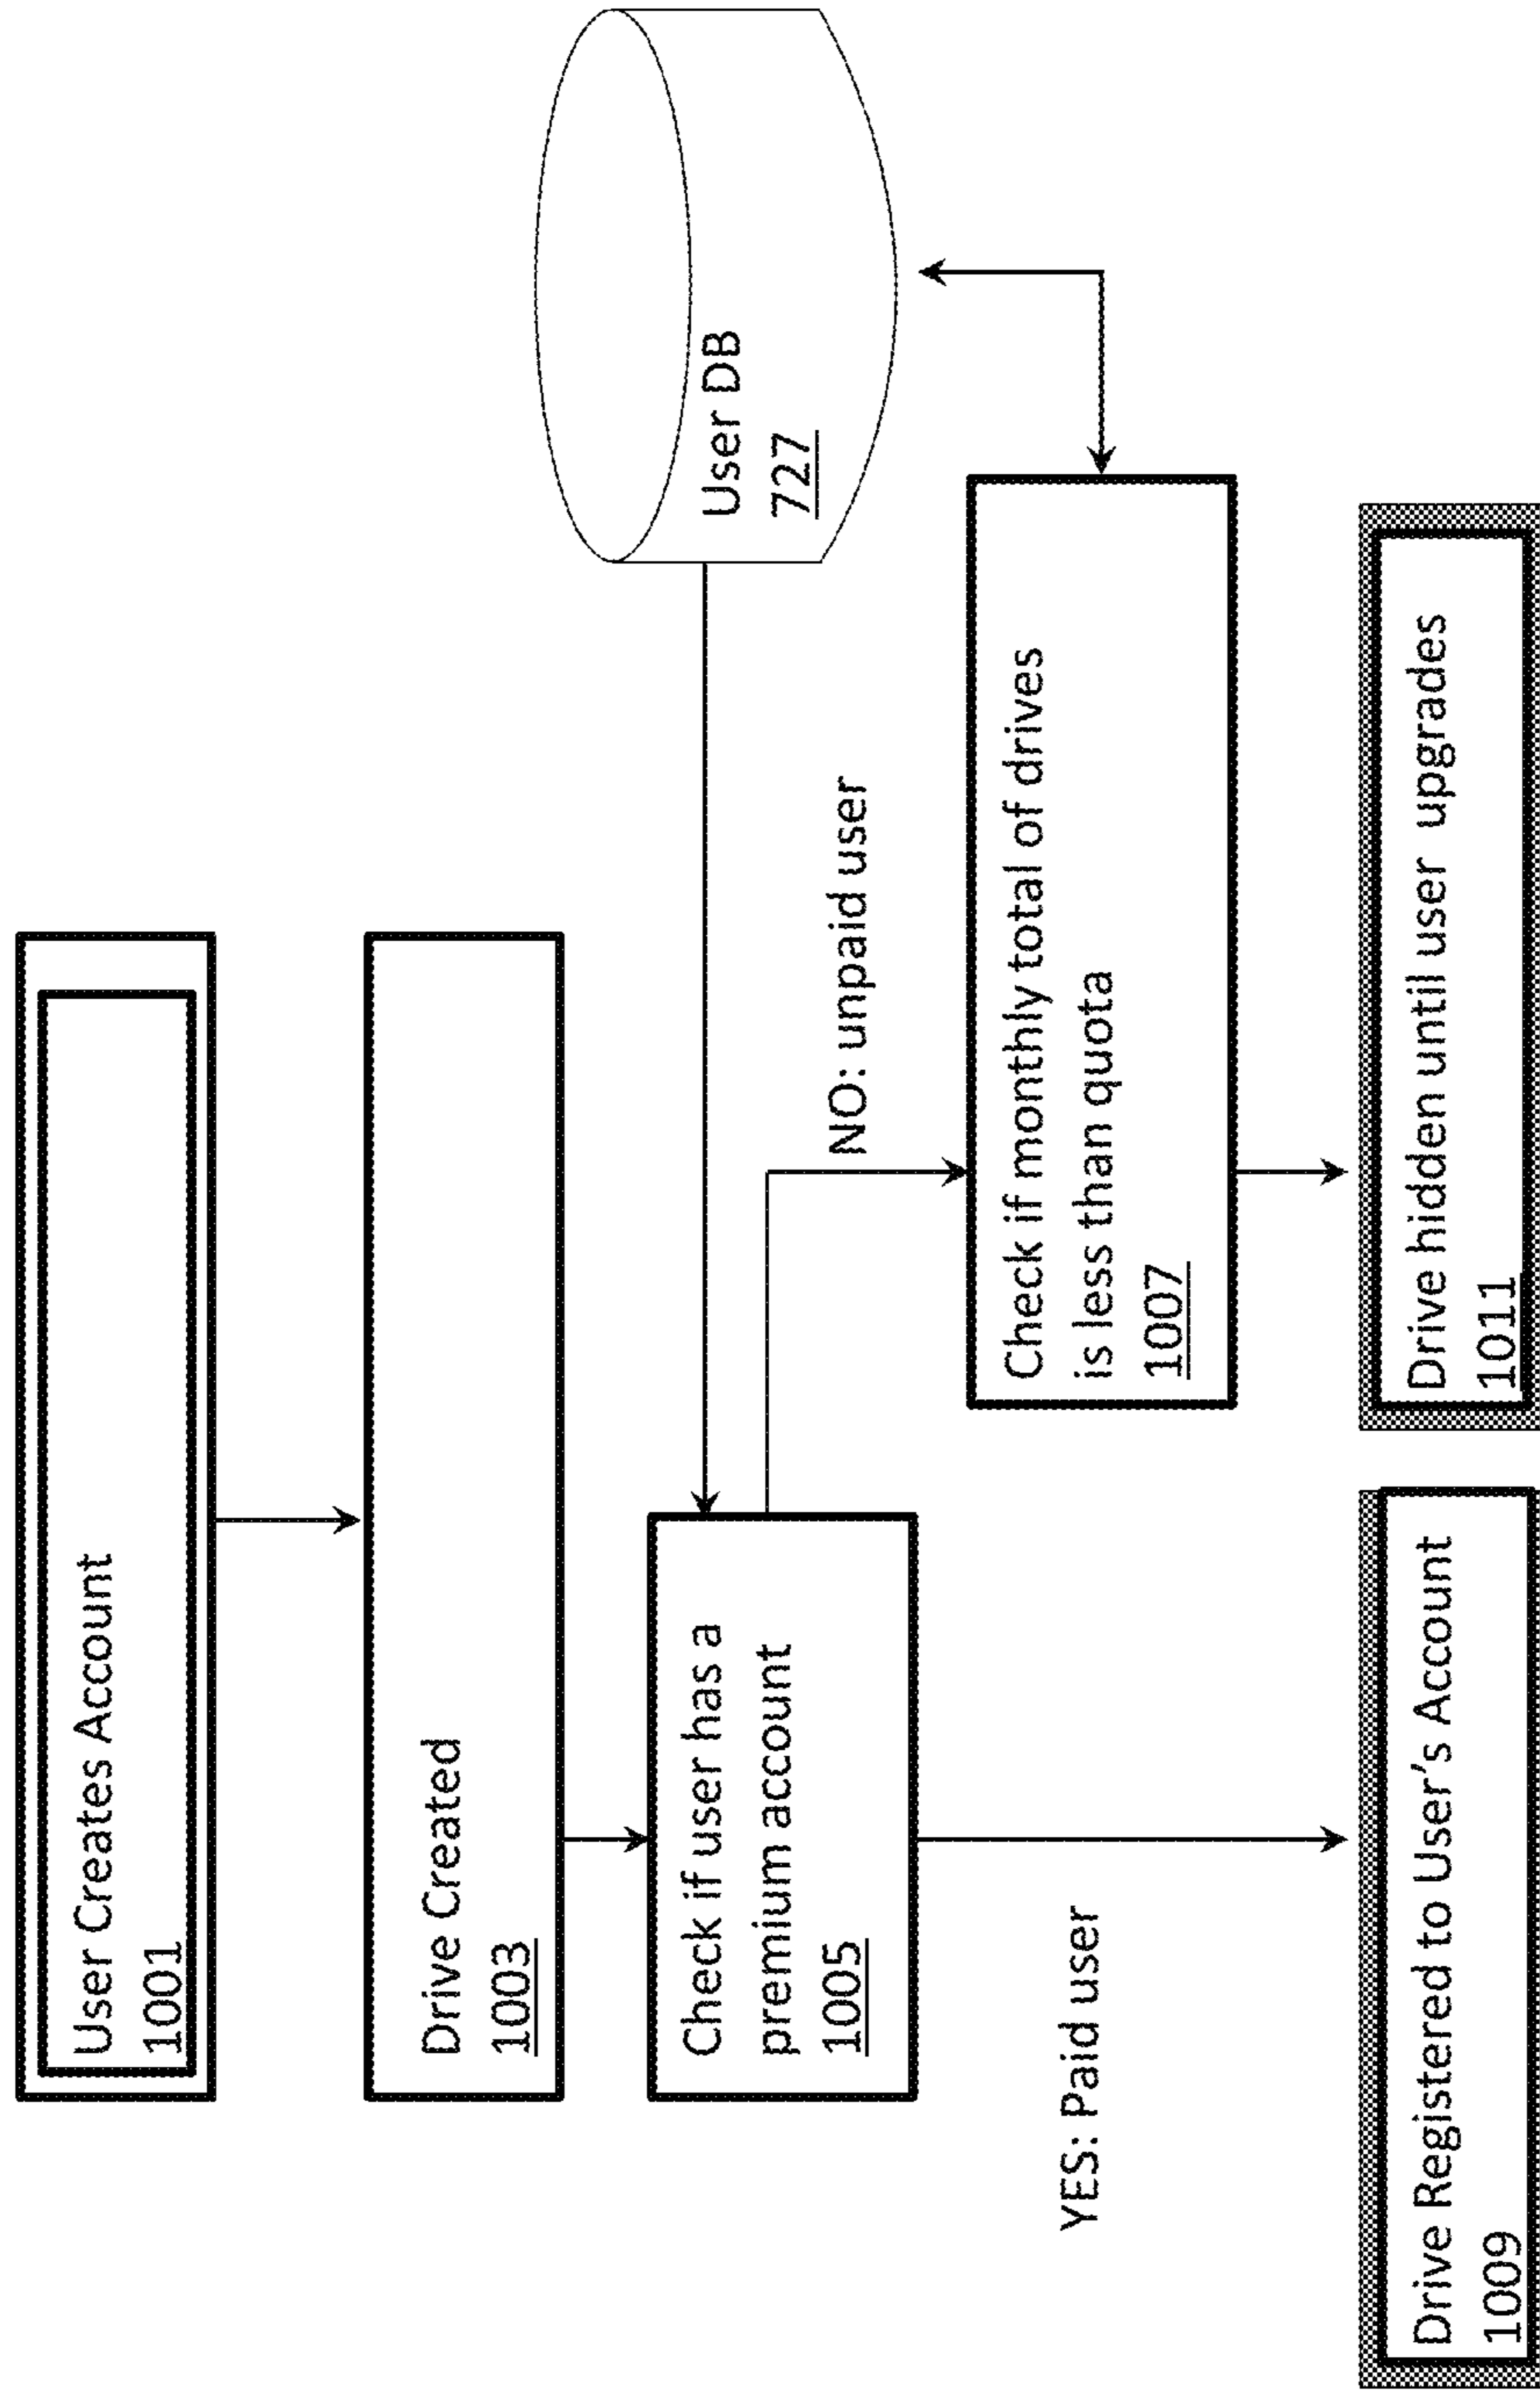 User Creates Account
1001
Drive Created
1003
Check if user has a
premium account
1005
User DB
727
NO: unpaid user
Check if monthly total of drives
is less than quota
1007
YES: Paid user
Drive Registered to User's Account
1009
Drive hidden until user upgrades
1011